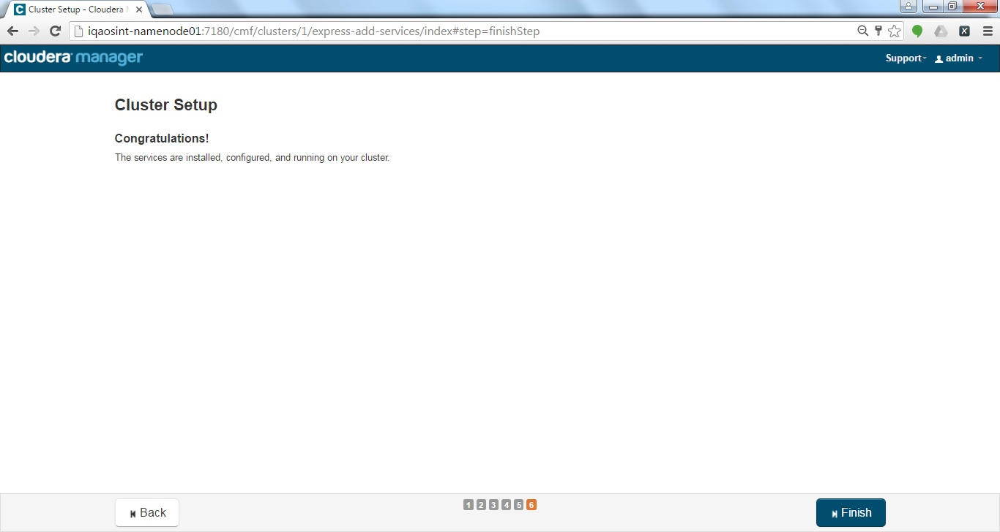 Cluster Setup - Cloudera
iqaosint-namenode01:7180/cmf/clusters/1/express-add-services/index#step=finishStep
cloudera manager
Support
admin
Cluster Setup
Congratulations!
The services are installed, configured, and running on your cluster.
Back
1 2 3 4 5 6
Finish